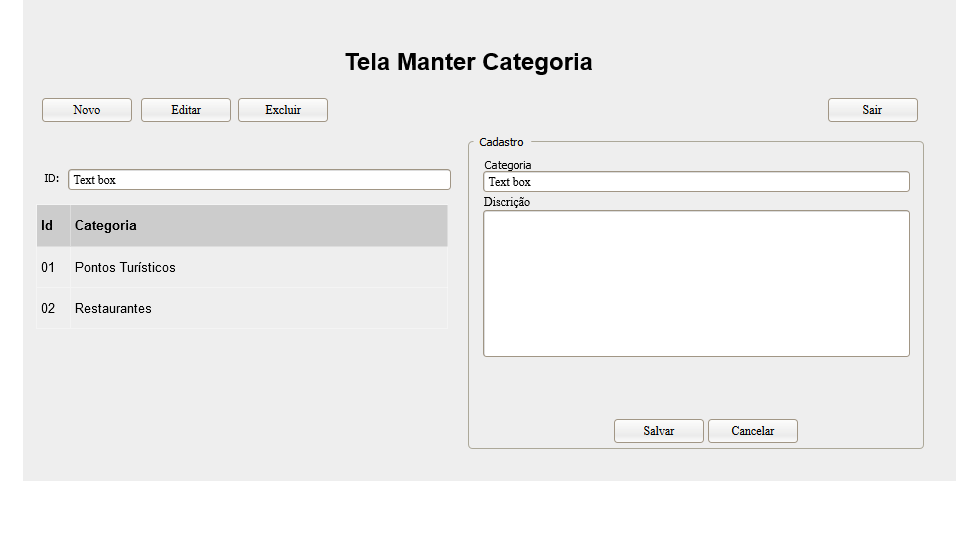 Tela Manter Categoria
Novo Editar Excluir Sair
Cadastro
Categoria
ID: Text box
Text box
Discrição
Id Categoria
01 Pontos Turísticos
02 Restaurantes
Salvar Cancelar